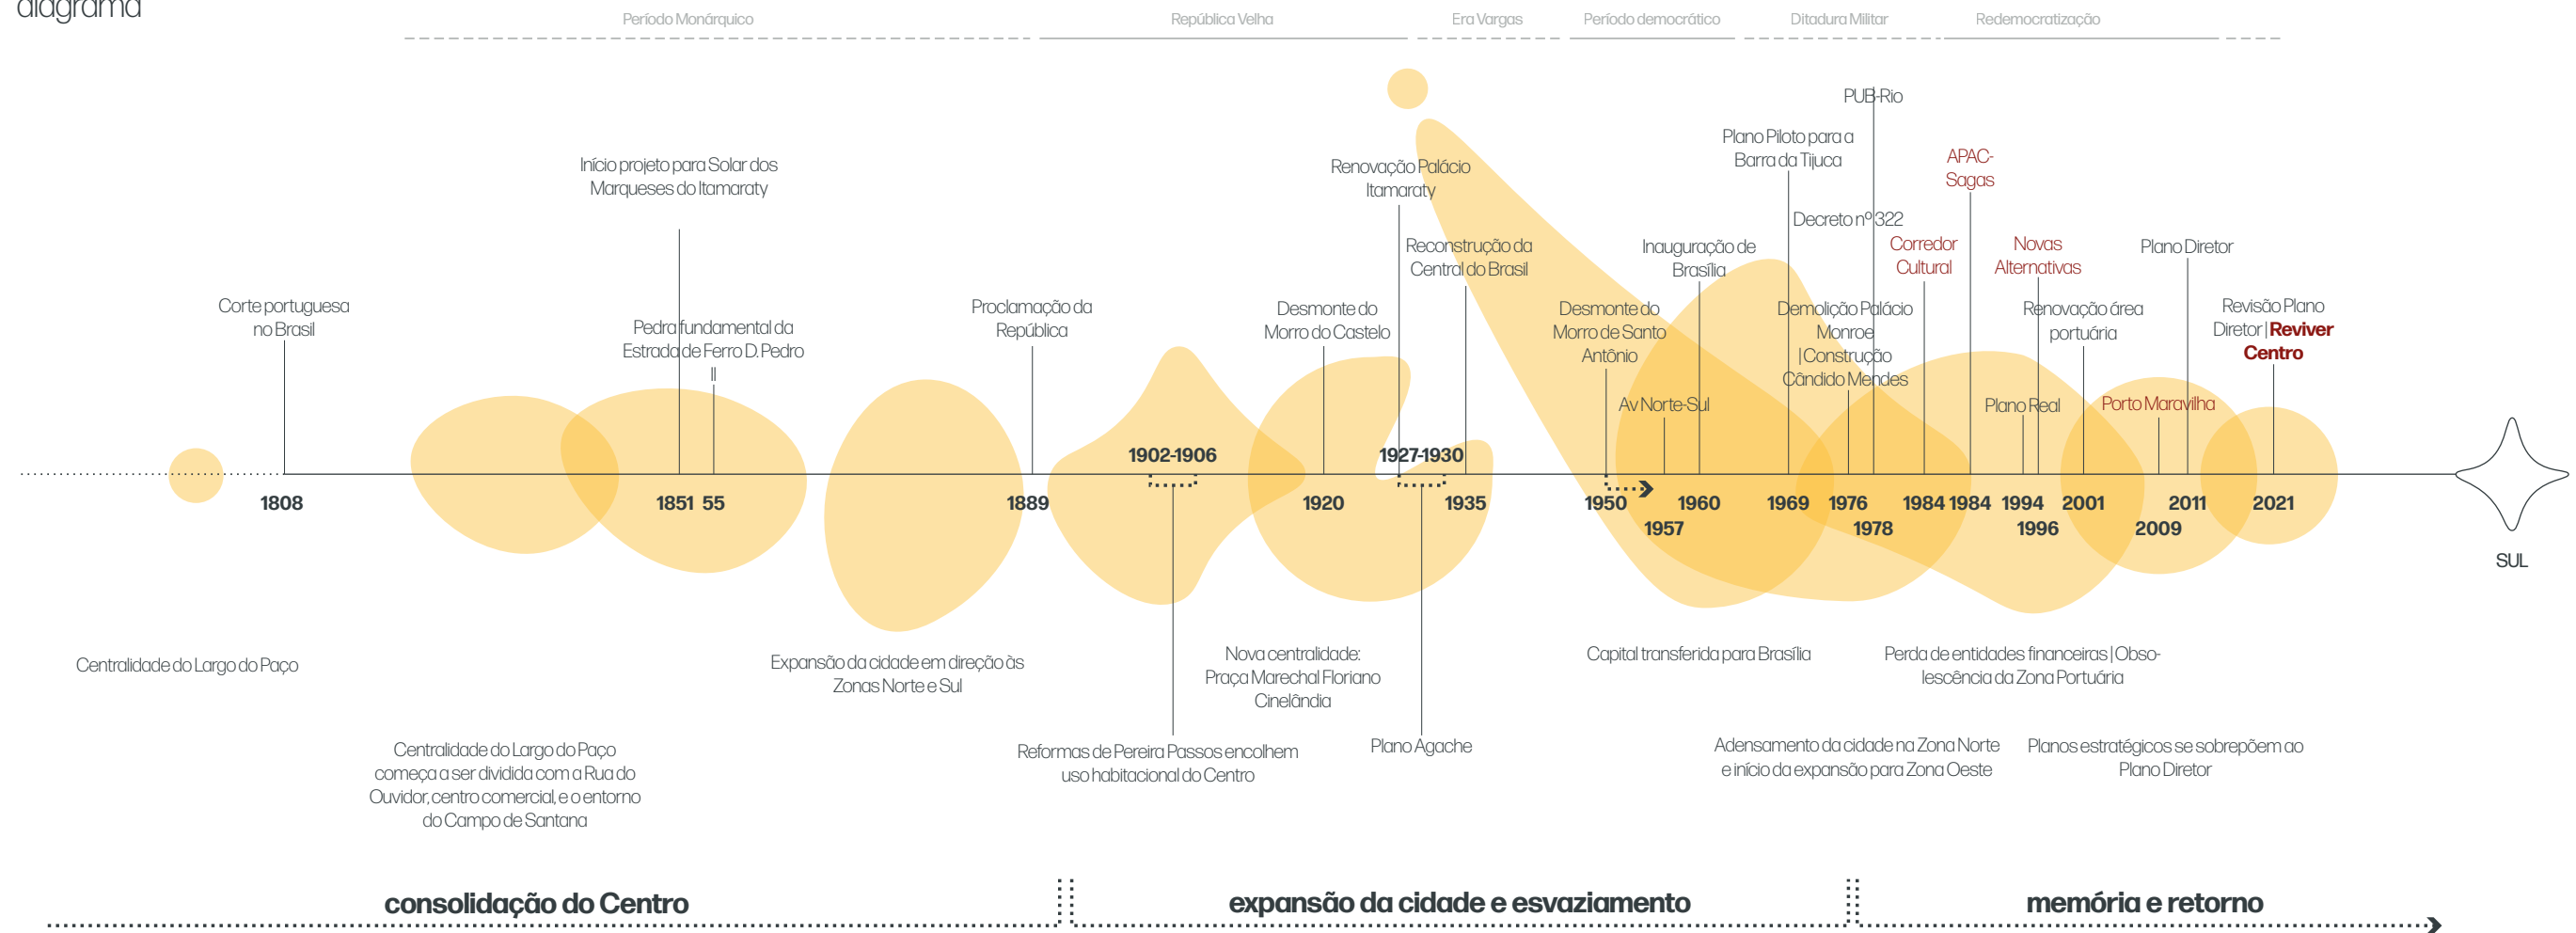 diagrama
Período Monárquico
República Velha
Era Vargas
Período democrático
Ditadura Militar
Redemocratização
Corte portuguesa
no Brasil
Início projeto para Solar dos
Marqueses do Itamaraty
Pedra fundamental da
Estrada de Ferro D. Pedro
II
Proclamação da
República
Desmonte do
Morro do Castelo
Renovação Palácio
Itamaraty
Reconstrução da
Central do Brasil
Desmonte do
Morro de Santo
Antônio
Av Norte-Sul
Inauguração de
Brasília
Plano Piloto para a
Barra da Tijuca
PUB-Rio
Decreto nº 322
Demolição Palácio
Monroe
| Construção
Cândido Mendes
Corredor
Cultural
APAC-
Sagas
Plano Real
Novas
Alternativas
Renovação área
portuária
Porto Maravilha
Plano Diretor
Revisão Plano
Diretor | Reviver
Centro
1808
1851
55
1889
1902-1906
1920
1927-1930
1935
1950
1957
1960
1969
1976
1978
1984
1984
1994
1996
2001
2009
2011
2021
SUL
Centralidade do Largo do Paço
Centralidade do Largo do Paço
começa a ser dividida com a Rua do
Ouvidor, centro comercial, e o entorno
do Campo de Santana
Expansão da cidade em direção às
Zonas Norte e Sul
Reformas de Pereira Passos encolhem
uso habitacional do Centro
Nova centralidade:
Praça Marechal Floriano
Cinelândia
Plano Agache
Capital transferida para Brasília
Adensamento da cidade na Zona Norte
e início da expansão para Zona Oeste
Perda de entidades financeiras | Obso-
lescência da Zona Portuária
Planos estratégicos se sobrepõem ao
Plano Diretor
consolidação do Centro
expansão da cidade e esvaziamento
memória e retorno